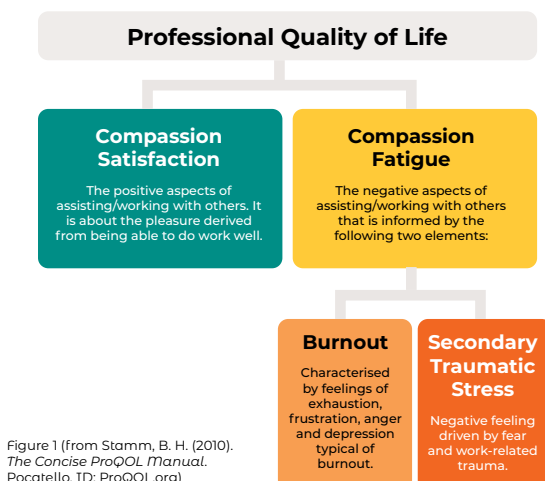 Professional Quality of Life
Compassion
Satisfaction
The positive aspects of
assisting/working with others. It
is about the pleasure derived
from being able to do work well.
Compassion
Fatigue
The negative aspects of
assisting/working with others
that is informed by the
following two elements:
Burnout
Characterised
by feelings of
exhaustion,
frustration, anger
and depression
typical of
burnout.
Secondary
Traumatic
Stress
Negative feeling
driven by fear
and work-related
trauma.
Figure 1 (from Stamm, B. H. (2010).
The Concise ProQOL Manual.
Pocatello, ID: ProQOL.org)